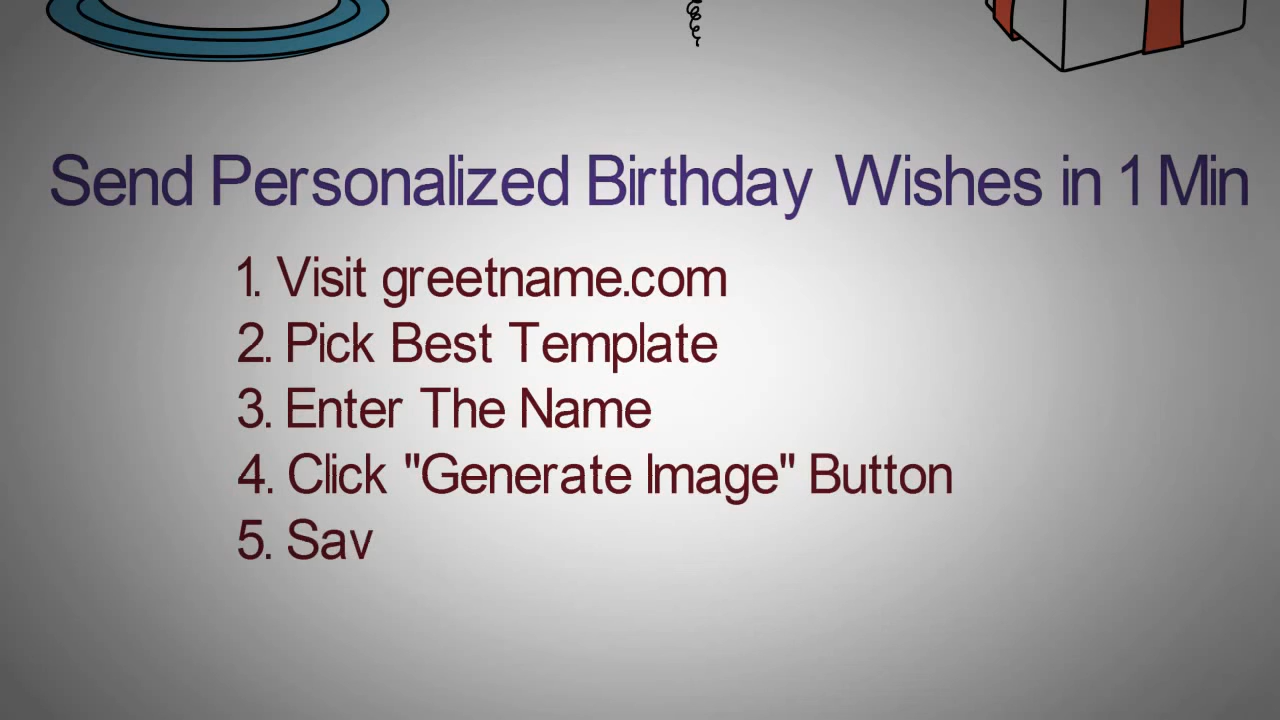 Send Personalized Birthday Wishes in 1 Min
1. Visit greetname.com
2. Pick Best Template
3. Enter The Name
4. Click "Generate Image" Button
5. Sav